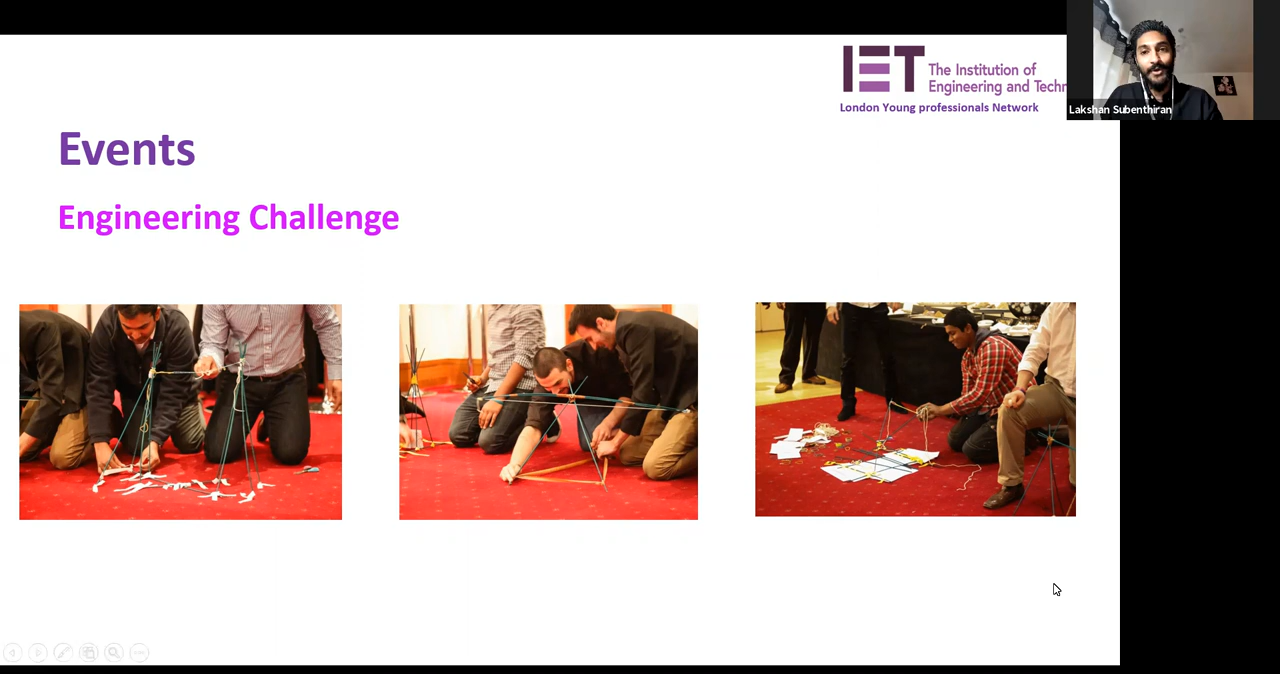 IET The Institution of
Engineering and Techn
London Young professionals Network
Lakshan Subenthiran
Events
Engineering Challenge